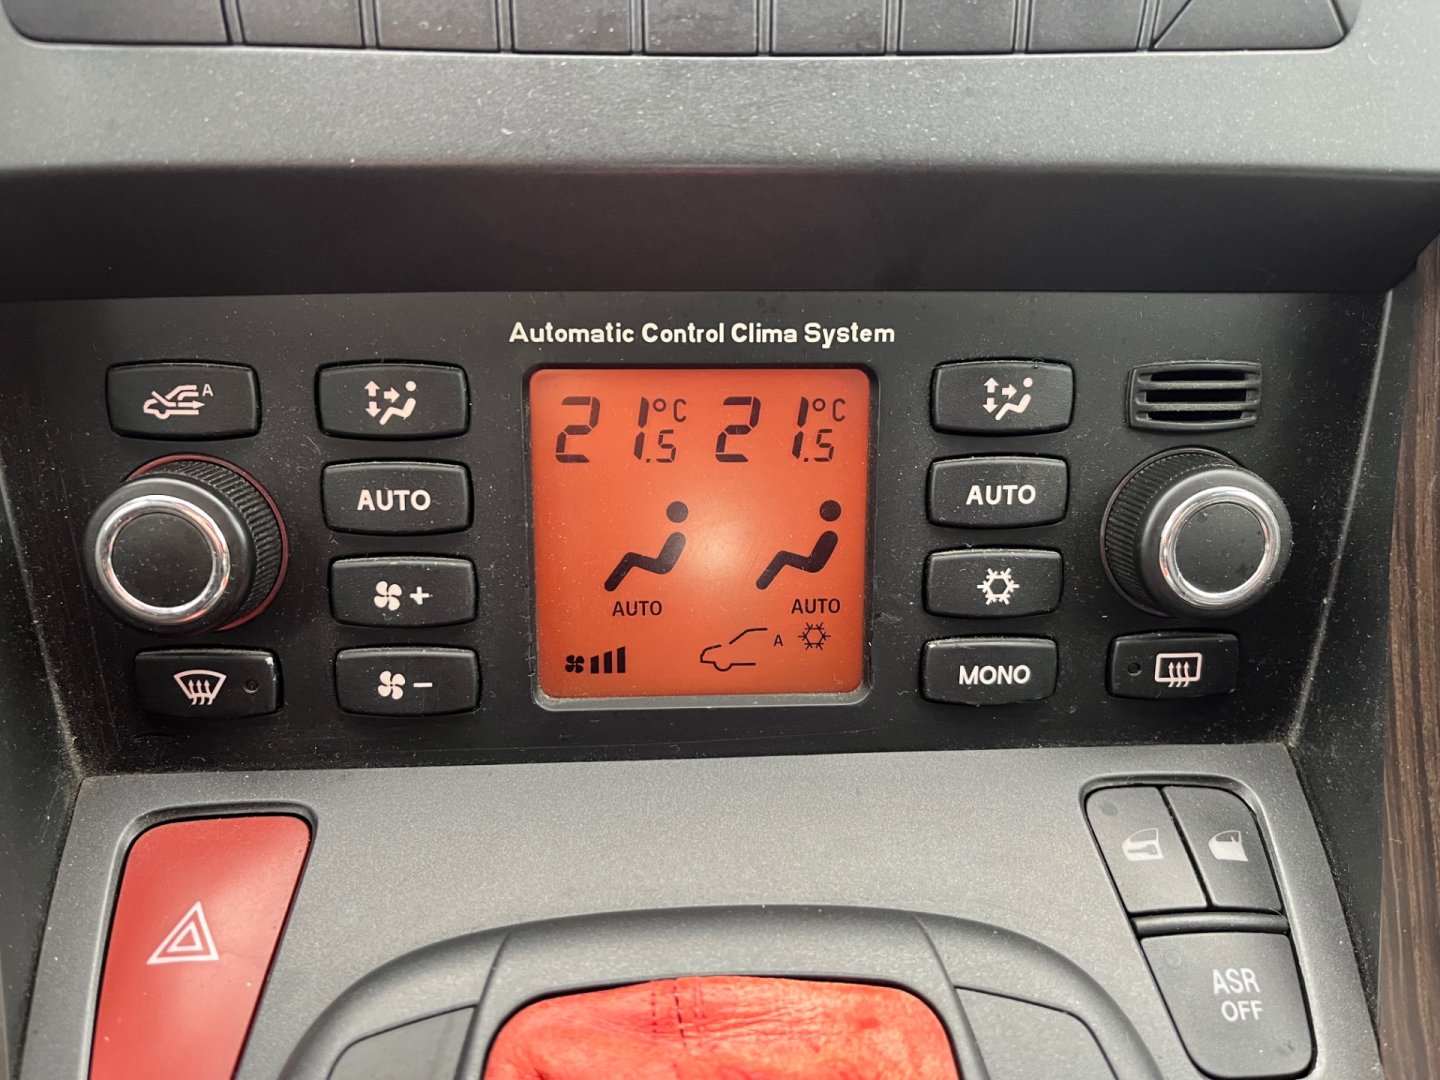 Automatic Control Clima System
A
21.5°C 21.5°C
AUTO
AUTO
AUTO AUTO
A
MONO
ASR
OFF